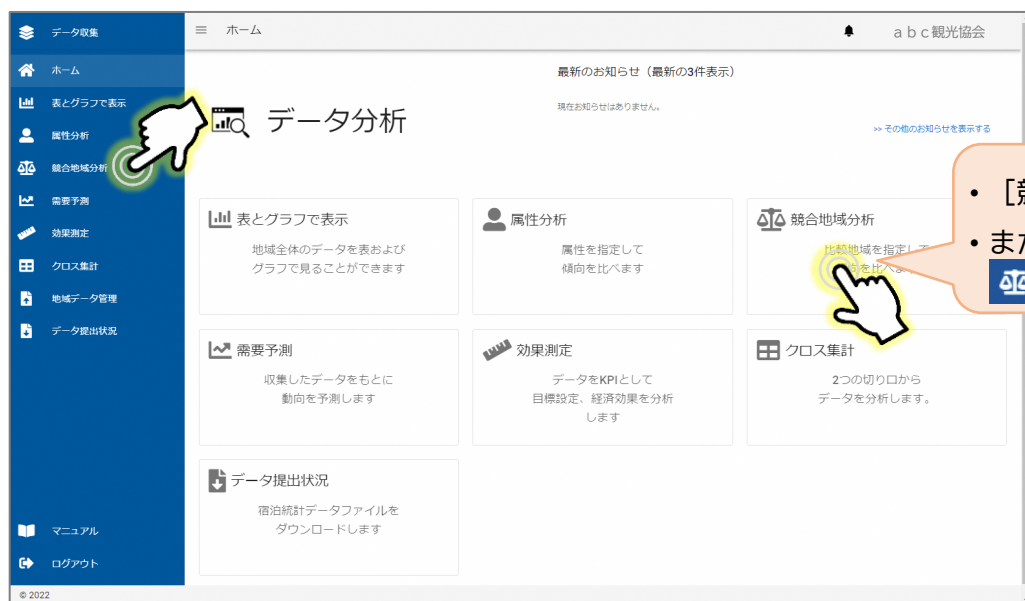 データ収集
ホーム
表とグラフで表示
属性分析
競合地域分析
需要予測
効果測定
クロス集計
地域データ管理
データ提出状況
マニュアル
ログアウト
© 2022
ホーム
ａｂｃ観光協会
最新のお知らせ（最新の3件表示）
現在お知らせはありません。
>> その他のお知らせを表示する
データ分析
表とグラフで表示
地域全体のデータを表および
グラフで見ることができます
属性分析
属性を指定して
傾向を比べます
競合地域分析
比較地域を指定して
を比べ
需要予測
収集したデータをもとに
動向を予測します
効果測定
データをKPIとして
目標設定、経済効果を分析
します
クロス集計
2つの切り口から
データを分析します。
データ提出状況
宿泊統計データファイルを
ダウンロードします
• ［
• また